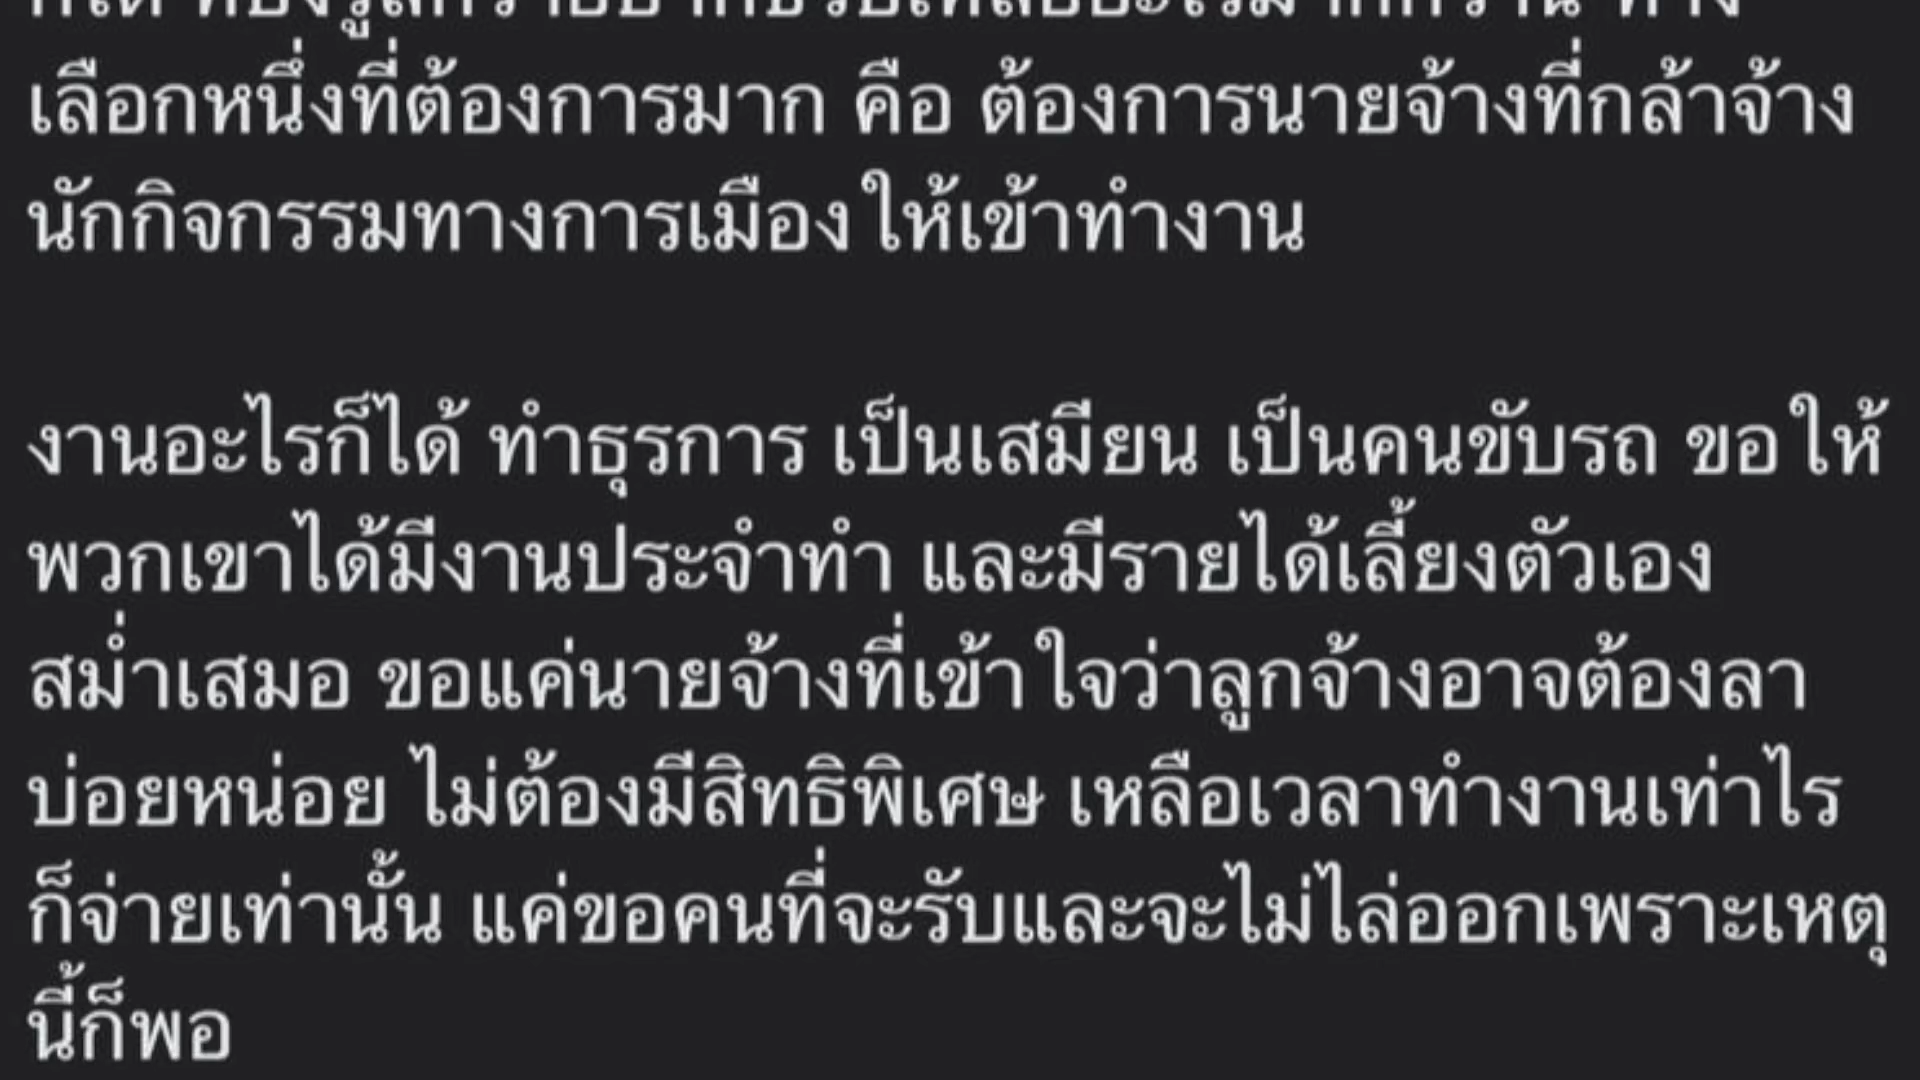 เลือกหนึ่งที่ต้องการมาก คือ ต้องการนายจ้างที่กล้าจ้าง
นักกิจกรรมทางการเมืองให้เข้าทำงาน
งานอะไรก็ได้ ทำธุรการ เป็นเสมียน เป็นคนขับรถ ขอให้
พวกเขาได้มีงานประจำทำ และมีรายได้เลี้ยงตัวเอง
สม่ำเสมอ ขอแค่นายจ้างที่เข้าใจว่าลูกจ้างอาจต้องลา
บ่อยหน่อย ไม่ต้องมีสิทธิพิเศษ เหลือเวลาทำงานเท่าไร
ก็จ่ายเท่านั้น แค่ขอคนที่จะรับและจะไม่ไล่ออกเพราะเหตุ
นี้ก็พอ